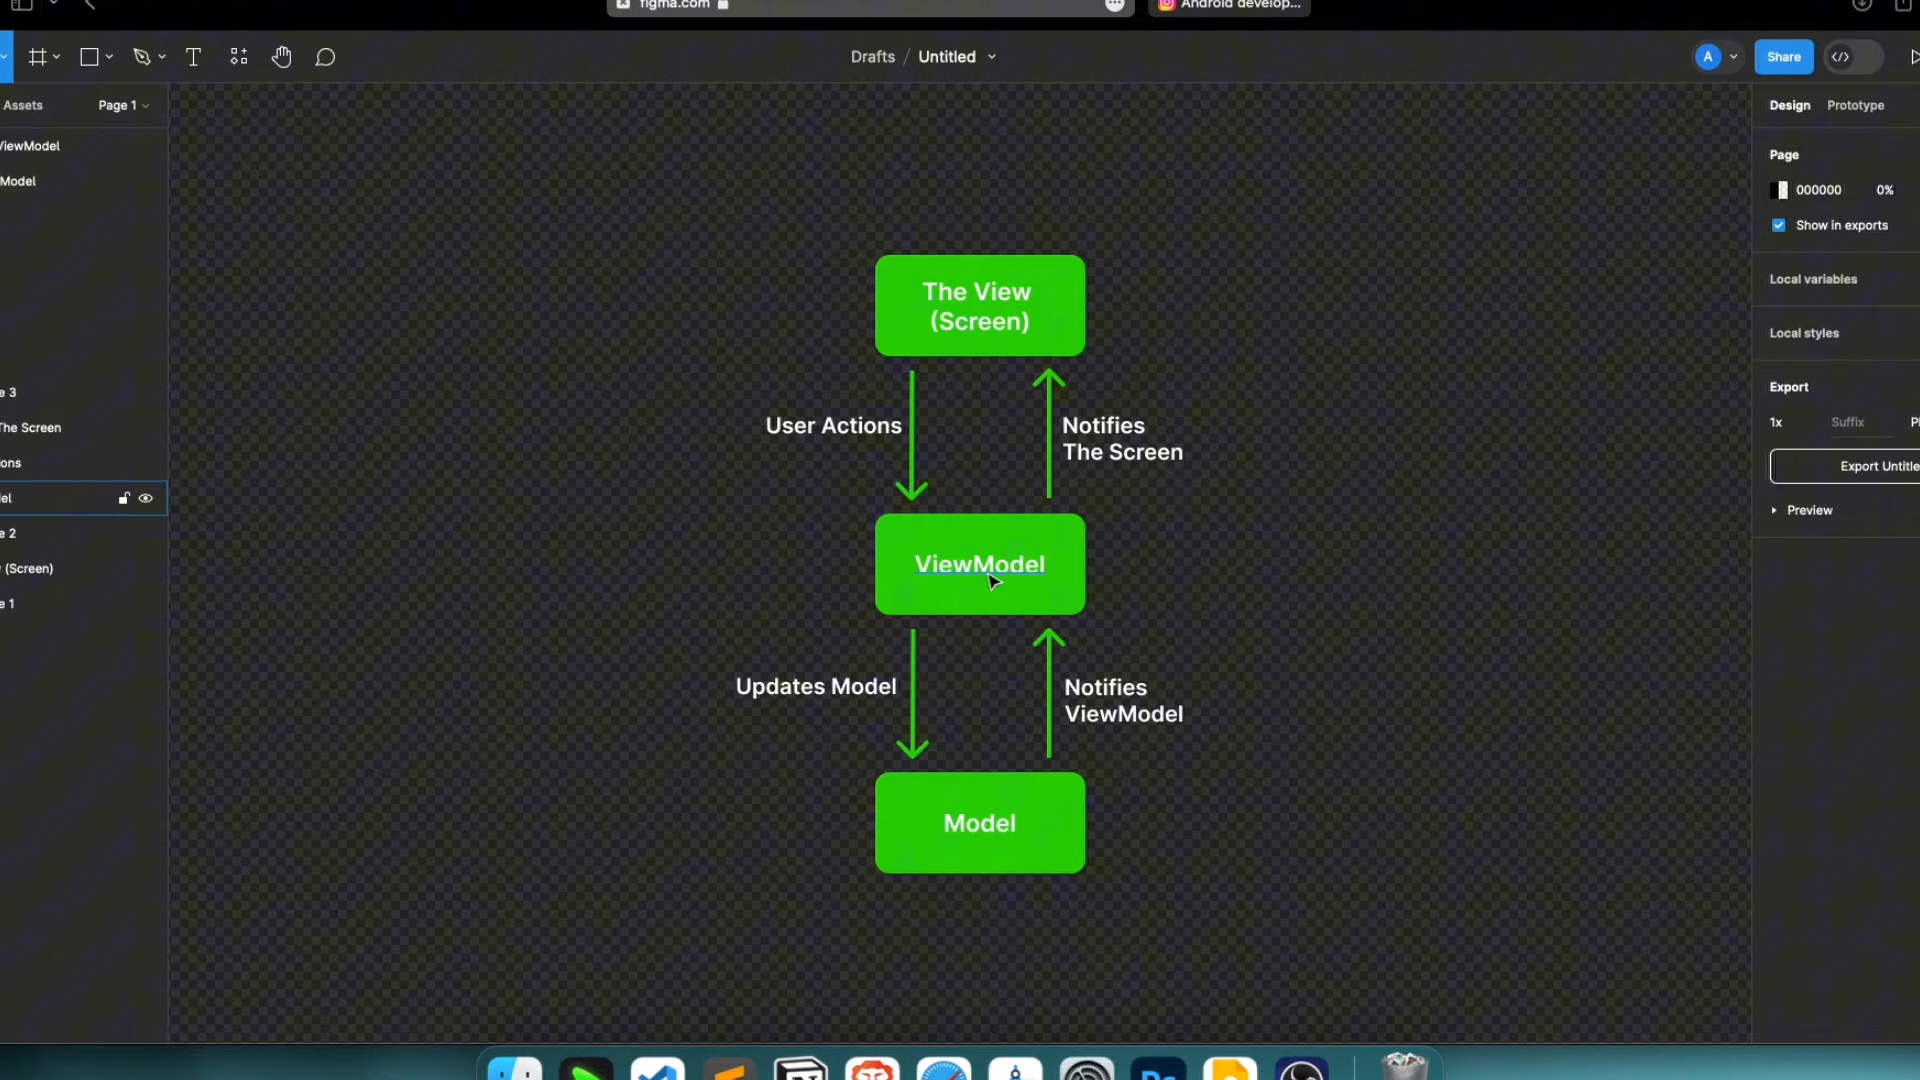 figma.com
Android develop...
Drafts / Untitled
A
Share
Assets
Page 1
ViewModel
Model
e 3
The Screen
ons
el
e 2
(Screen)
e 1
Design
Prototype
Page
000000
0%
Show in exports
Local variables
Local styles
Export
1x
Suffix
Export Untitle
Preview
The View
(Screen)
User Actions
Notifies
The Screen
ViewModel
Updates Model
Notifies
ViewModel
Model